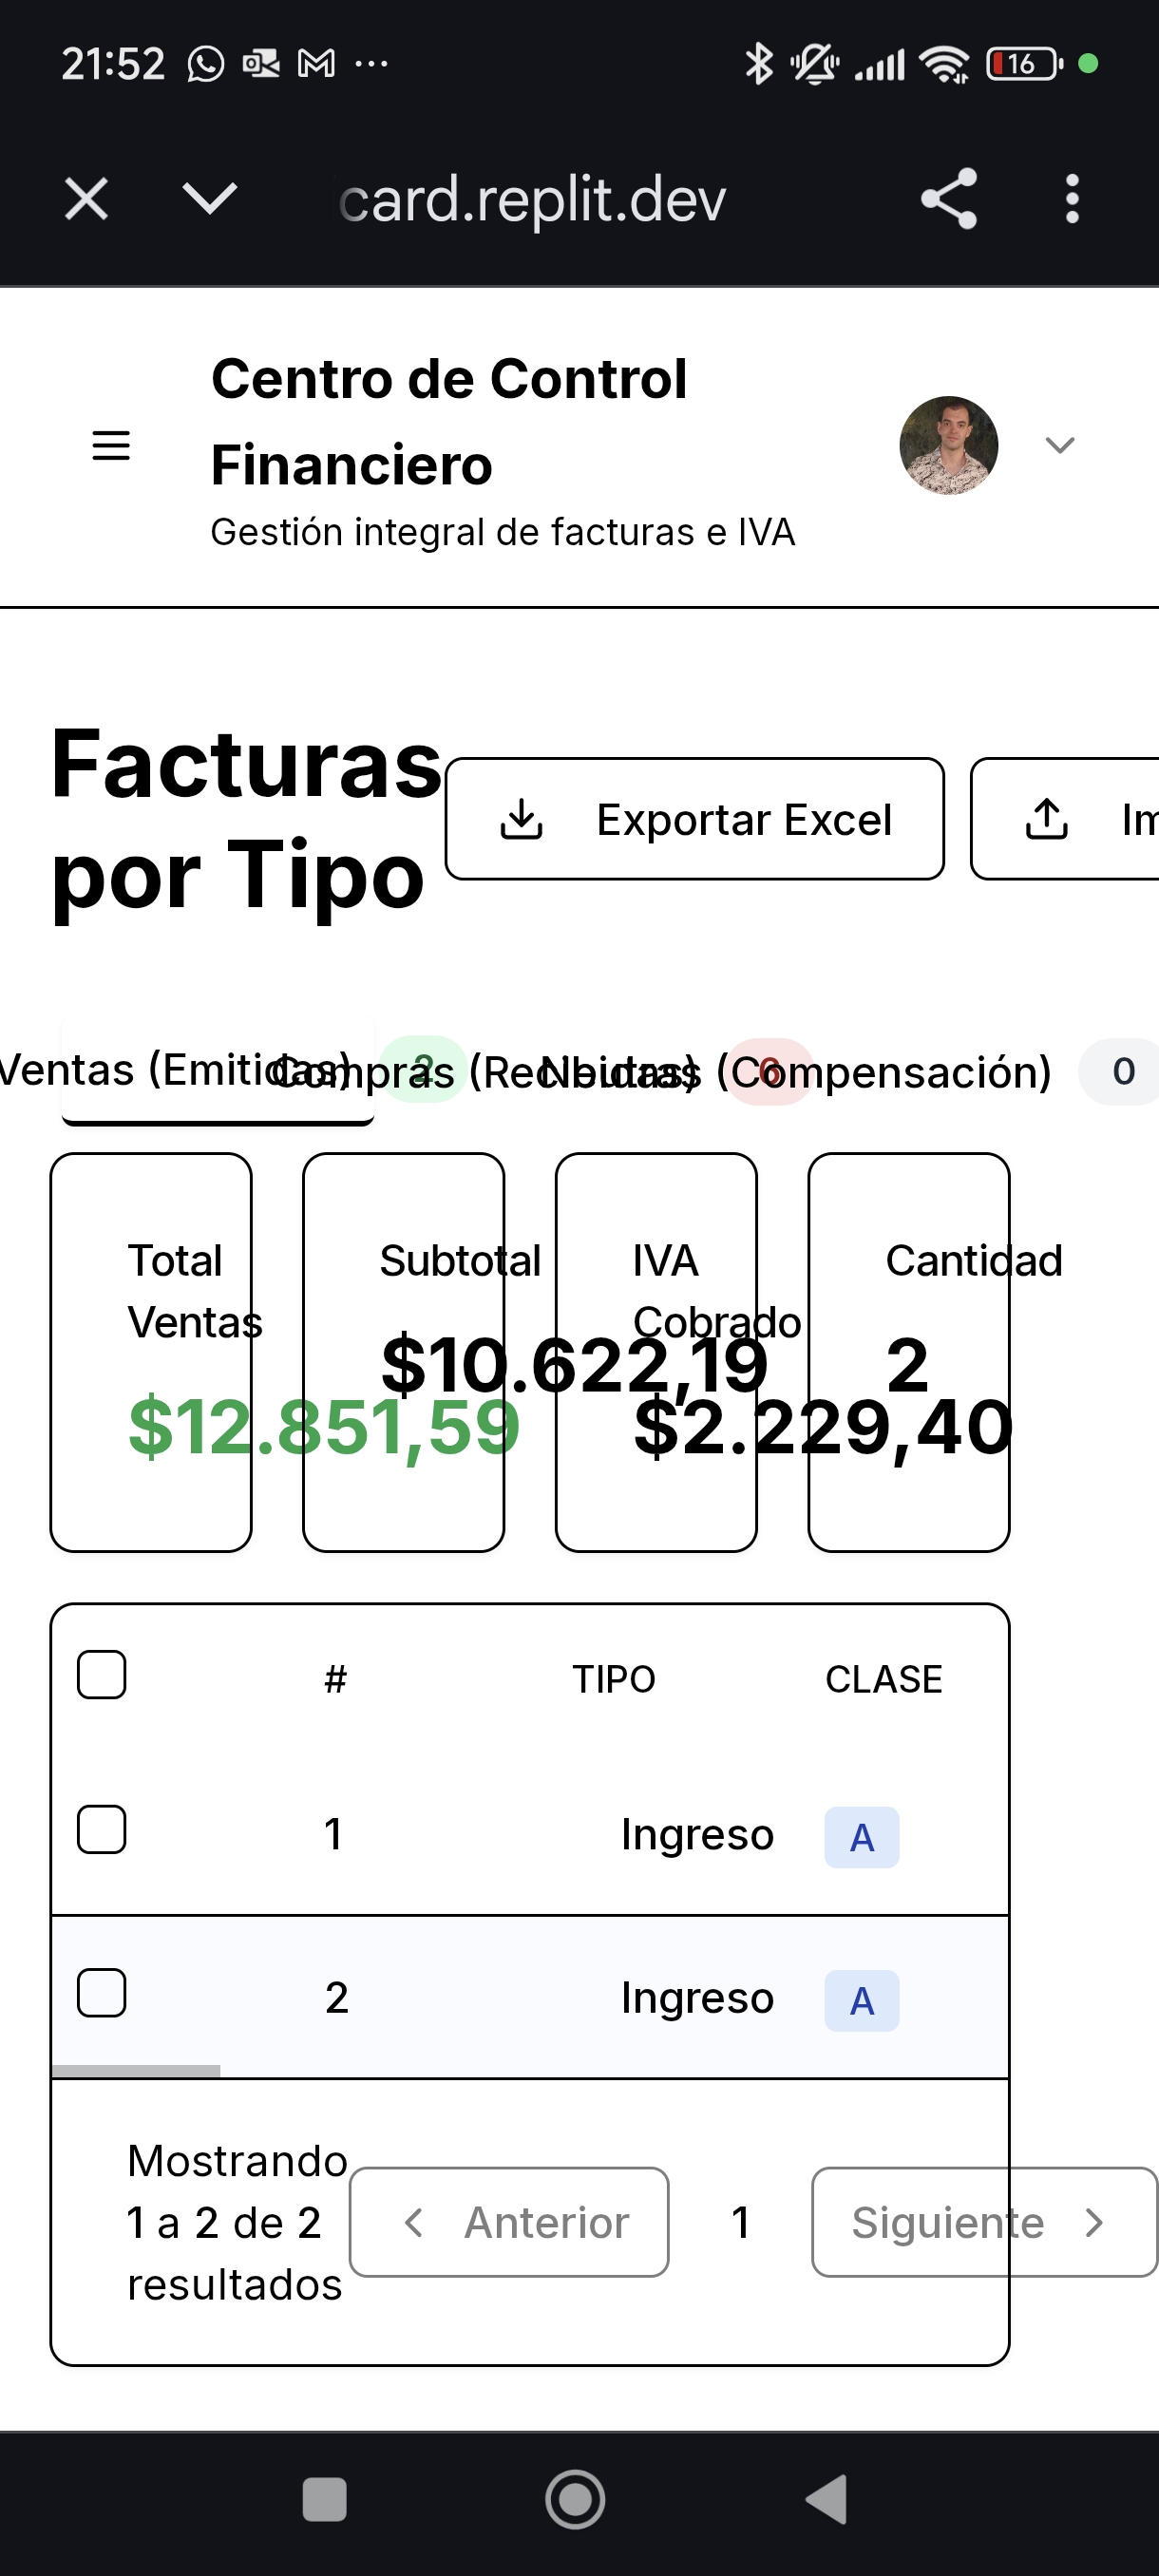 21:52
16
card.replit.dev
Centro de Control
Financiero
Gestión integral de facturas e IVA
Facturas
por Tipo
Exportar Excel
Im
Ventas (Emitidas) 2
Compras (Recibidas) 6
Neutras (Compensación) 0
Total
Ventas
$12.851,59
Subtotal
$10.622,19
IVA
Cobrado
$2.229,40
Cantidad
2
# TIPO CLASE
1 Ingreso A
2 Ingreso A
Mostrando
1 a 2 de 2
resultados
Anterior 1 Siguiente